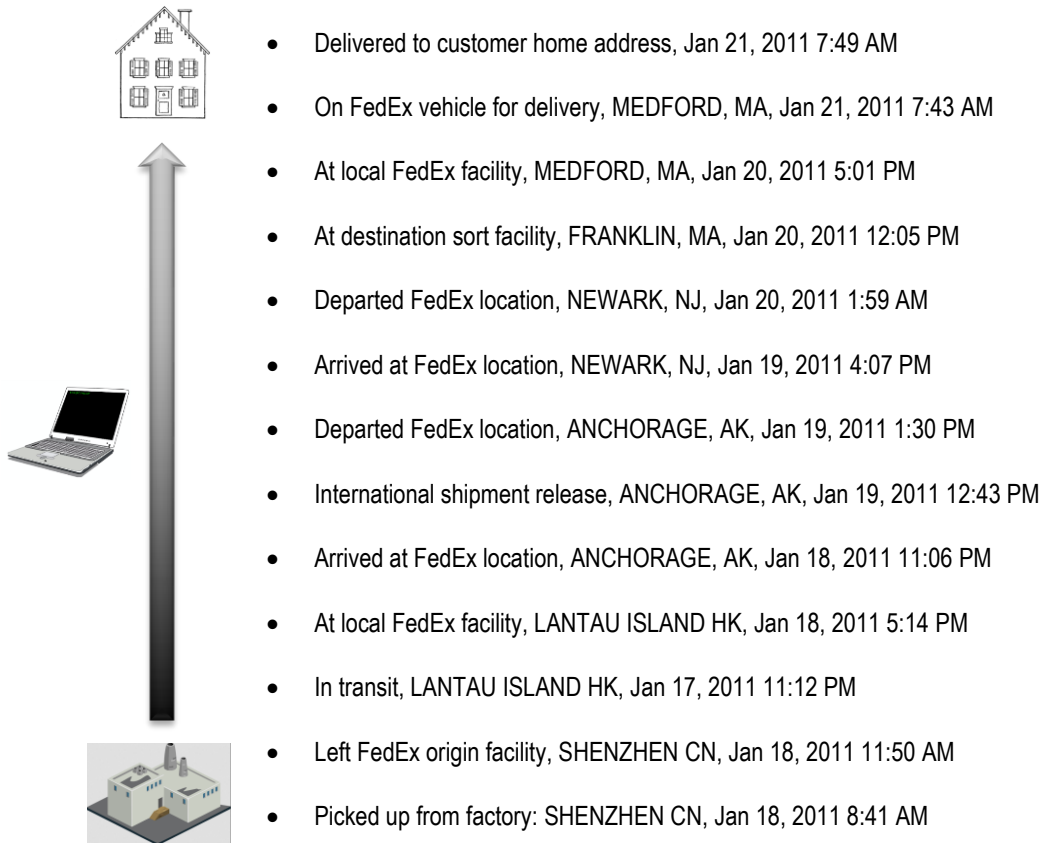 • Delivered to customer home address, Jan 21, 2011 7:49 AM
• On FedEx vehicle for delivery, MEDFORD, MA, Jan 21, 2011 7:43 AM
• At local FedEx facility, MEDFORD, MA, Jan 20, 2011 5:01 PM
• At destination sort facility, FRANKLIN, MA, Jan 20, 2011 12:05 PM
• Departed FedEx location, NEWARK, NJ, Jan 20, 2011 1:59 AM
• Arrived at FedEx location, NEWARK, NJ, Jan 19, 2011 4:07 PM
• Departed FedEx location, ANCHORAGE, AK, Jan 19, 2011 1:30 PM
• International shipment release, ANCHORAGE, AK, Jan 19, 2011 12:43 PM
• Arrived at FedEx location, ANCHORAGE, AK, Jan 18, 2011 11:06 PM
• At local FedEx facility, LANTAU ISLAND HK, Jan 18, 2011 5:14 PM
• In transit, LANTAU ISLAND HK, Jan 17, 2011 11:12 PM
• Left FedEx origin facility, SHENZHEN CN, Jan 18, 2011 11:50 AM
• Picked up from factory: SHENZHEN CN, Jan 18, 2011 8:41 AM